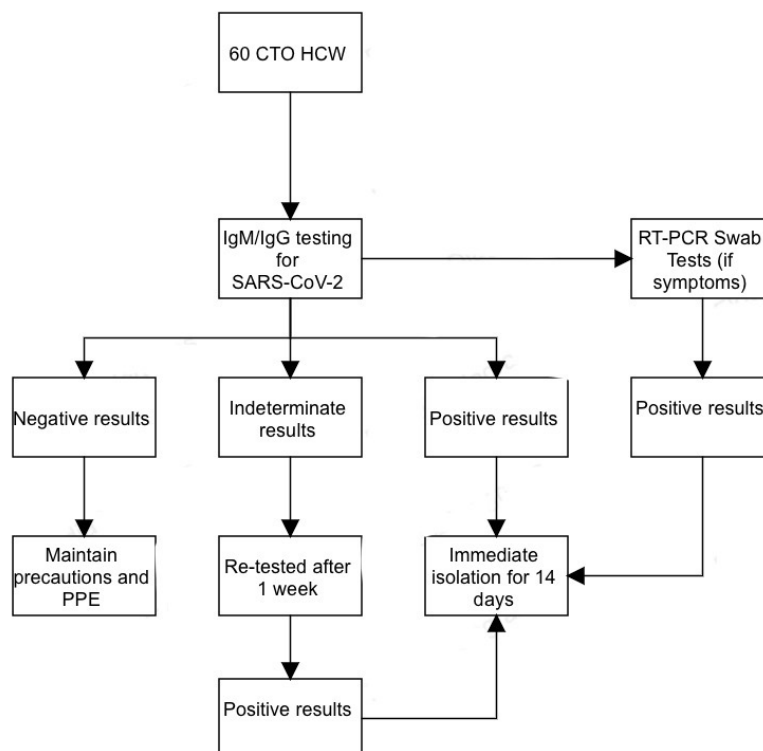 60 CTO HCW
IgM/IgG testing
for
SARS-CoV-2
RT-PCR Swab
Tests (if
symptoms)
Negative results
Indeterminate
results
Positive results
Positive results
Maintain
precautions and
PPE
Re-tested after
1 week
Immediate
isolation for 14
days
Positive results